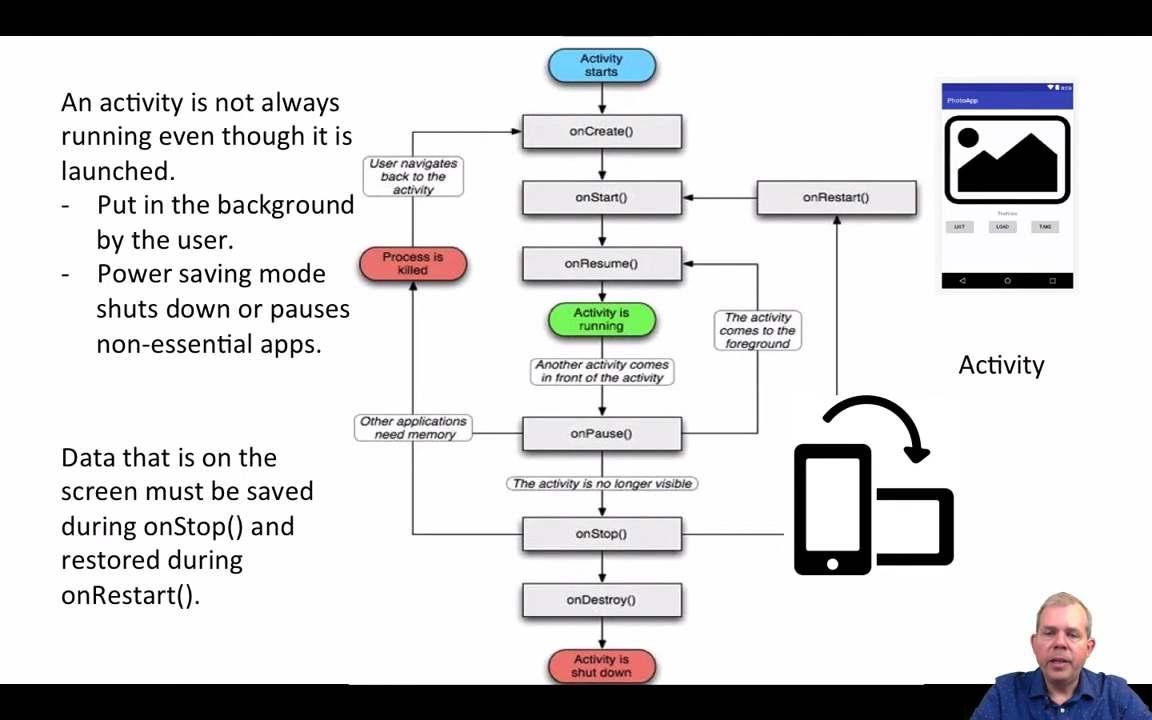 An activity is not always
running even though it is
launched.
- Put in the background
by the user.
- Power saving mode
shuts down or pauses
non-essential apps.
Data that is on the
screen must be saved
during onStop() and
restored during
onRestart().
Activity
starts
onCreate()
User navigates
back to the
activity
onStart()
onRestart()
Process is
killed
onResume()
Activity is
running
The activity
comes to the
foreground
Another activity comes
in front of the activity
Other applications
need memory
onPause()
The activity is no longer visible
onStop()
onDestroy()
Activity is
shut down
PhotoApp
TextView
LIST LOAD TAKE
Activity